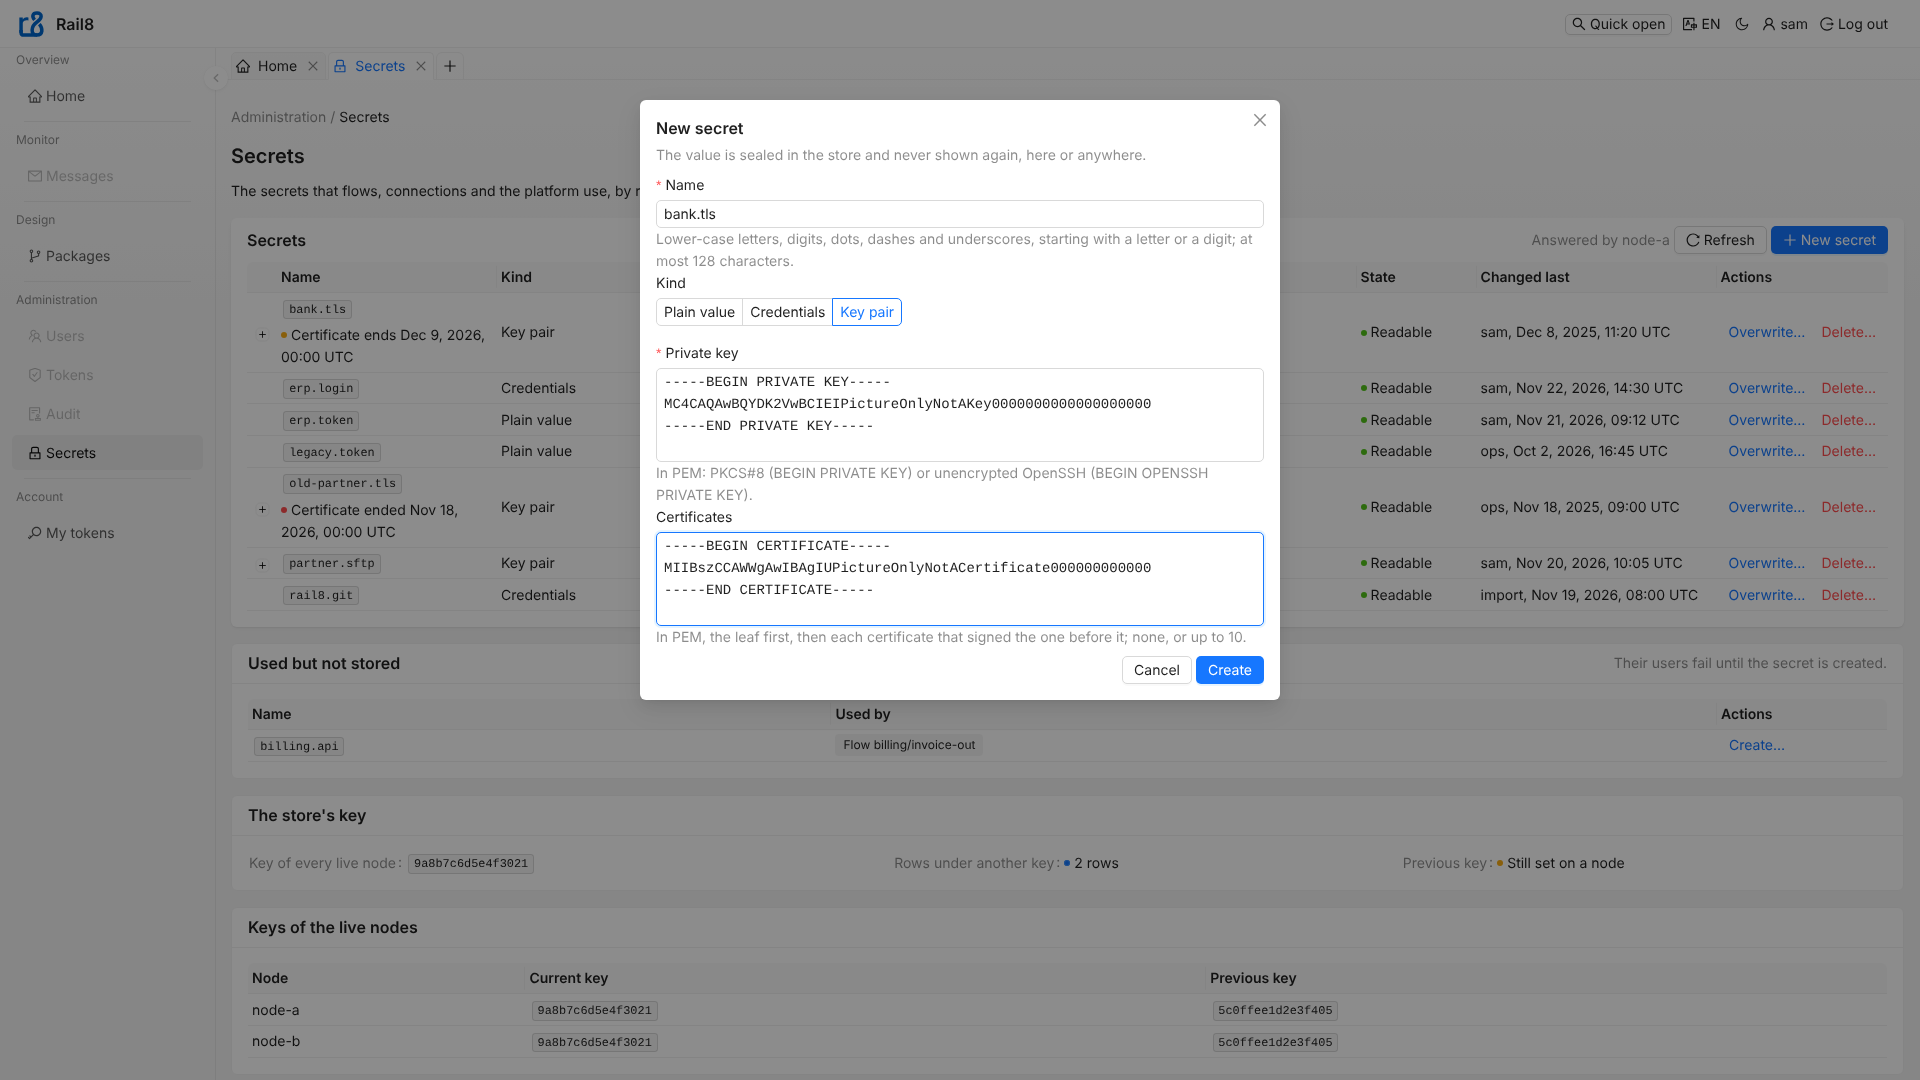 Rail8
Quick open
EN
sam
Log out
Overview
Home
Monitor
Messages
Design
Packages
Administration
Users
Tokens
Audit
Secrets
Account
My tokens
Home
Secrets
Administration / Secrets
Secrets
The secrets that flows, connections and the platform use, by
Secrets
Answered by node-a
Refresh
New secret
Name Kind State Changed last Actions
bank.tls
Certificate ends Dec 9, 2026,
00:00 UTC
Key pair Readable sam, Dec 8, 2025, 11:20 UTC Overwrite... Delete...
erp.login Credentials Readable sam, Nov 22, 2026, 14:30 UTC Overwrite... Delete...
erp.token Plain value Readable sam, Nov 21, 2026, 09:12 UTC Overwrite... Delete...
legacy.token Plain value Readable ops, Oct 2, 2026, 16:45 UTC Overwrite... Delete...
old-partner.tls
Certificate ended Nov 18,
2026, 00:00 UTC
Key pair Readable ops, Nov 18, 2025, 09:00 UTC Overwrite... Delete...
partner.sftp Key pair Readable sam, Nov 20, 2026, 10:05 UTC Overwrite... Delete...
rail8.git Credentials Readable import, Nov 19, 2026, 08:00 UTC Overwrite... Delete...
Used but not stored
Their users fail until the secret is created.
Name Used by Actions
billing.api Flow billing/invoice-out Create...
The store's key
Key of every live node: 9a8b7c6d5e4f3021 Rows under another key: 2 rows Previous key: Still set on a node
Keys of the live nodes
Node Current key Previous key
node-a 9a8b7c6d5e4f3021 5c0ffee1d2e3f405
node-b 9a8b7c6d5e4f3021 5c0ffee1d2e3f405
New secret
The value is sealed in the store and never shown again, here or anywhere.
* Name
bank.tls
Lower-case letters, digits, dots, dashes and underscores, starting with a letter or a digit; at
most 128 characters.
Kind
Plain value Credentials Key pair
* Private key
-----BEGIN PRIVATE KEY-----
MC4CAQAwBQYDK2VwBCIEIPictureOnlyNotAKey0000000000000000000
-----END PRIVATE KEY-----
In PEM: PKCS#8 (BEGIN PRIVATE KEY) or unencrypted OpenSSH (BEGIN OPENSSH
PRIVATE KEY).
Certificates
-----BEGIN CERTIFICATE-----
MIIBszCCAWWgAwIBAgIUPictureOnlyNotACertificate000000000000
-----END CERTIFICATE-----
In PEM, the leaf first, then each certificate that signed the one before it; none, or up to 10.
Cancel
Create